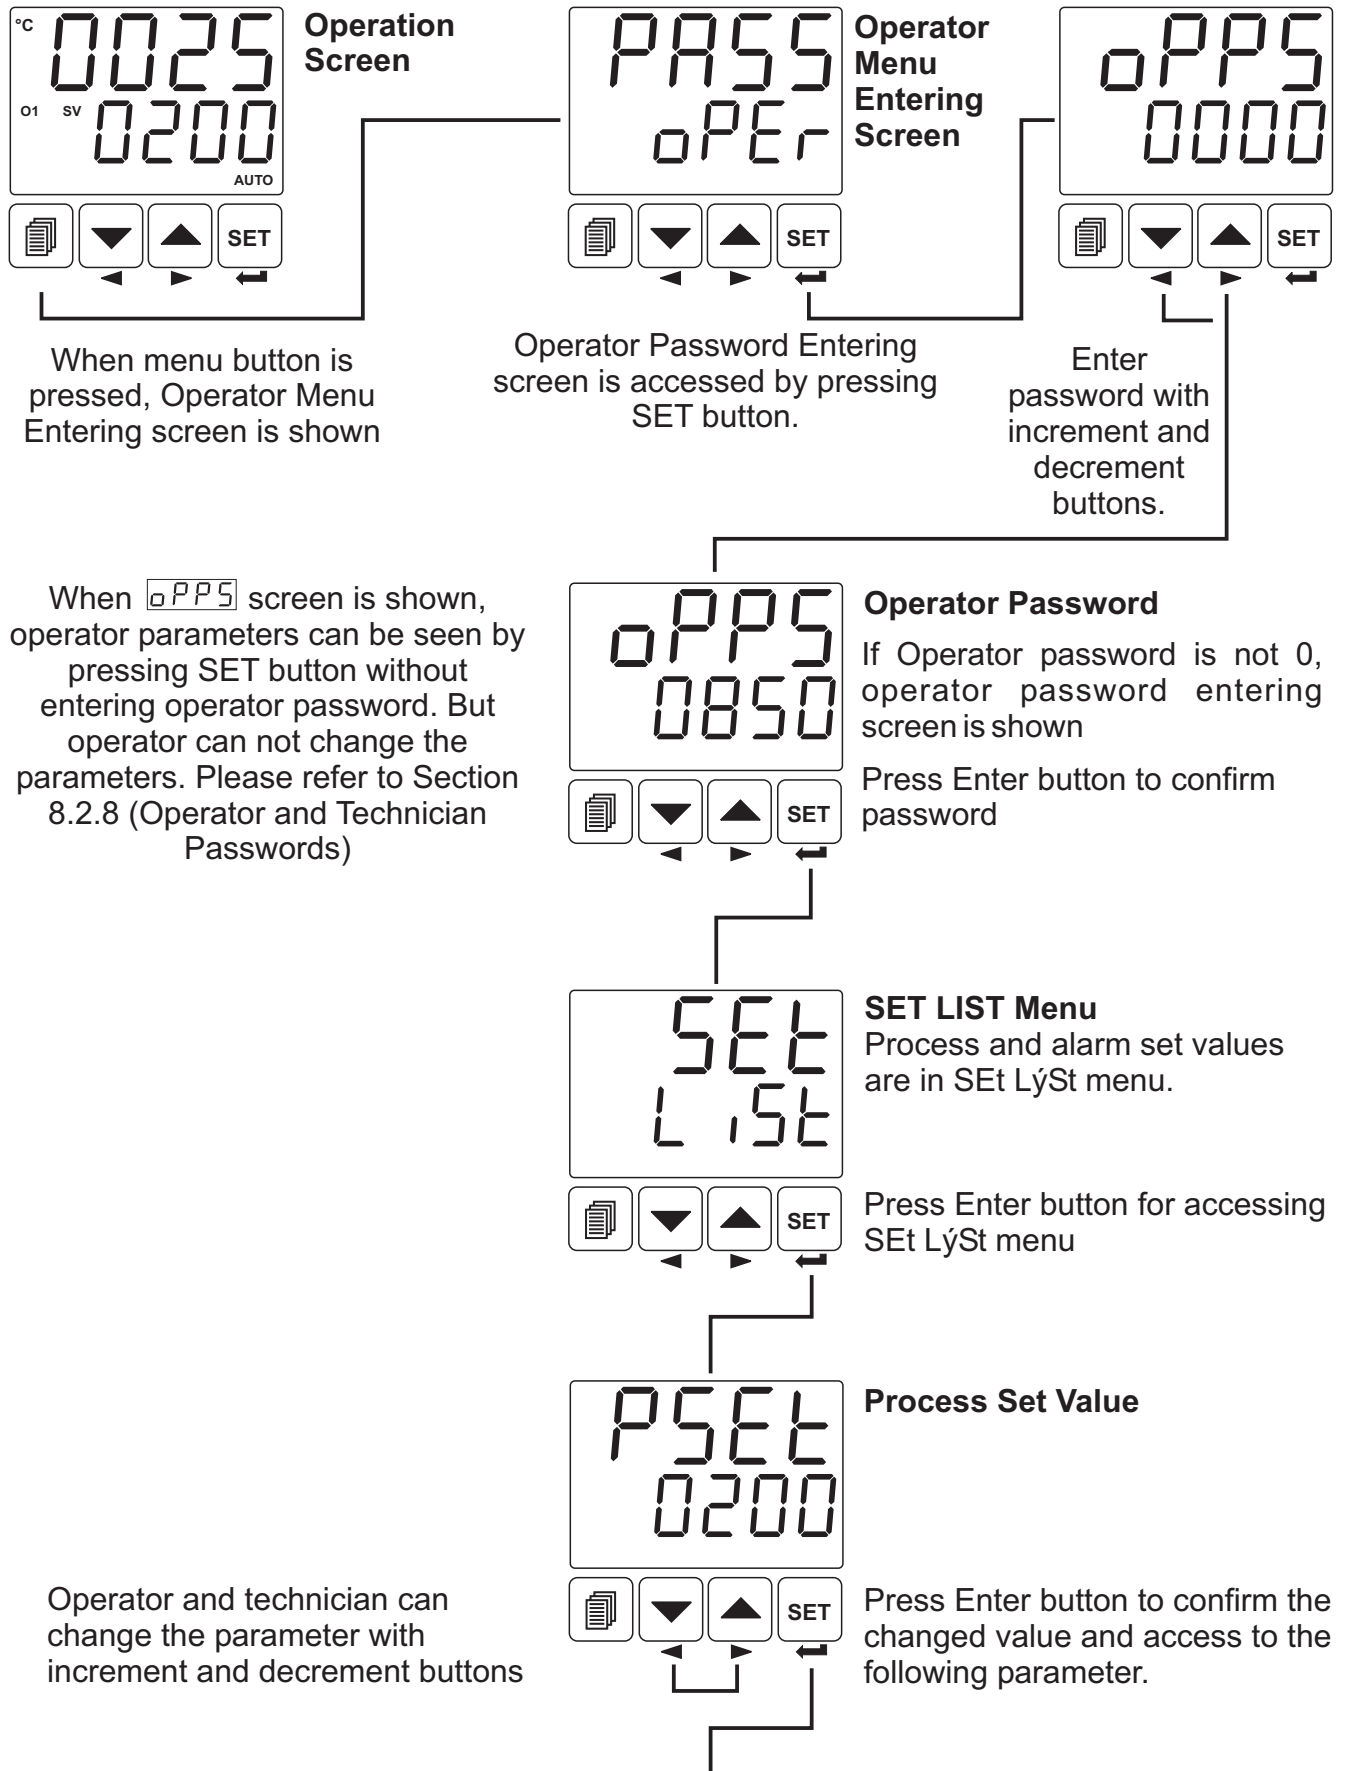 °C
0025
O1 SV
0200
AUTO
SET
Operation
Screen
PASS
oPEr
SET
Operator
Menu
Entering
Screen
oPPS
0000
SET
When menu button is
pressed, Operator Menu
Entering screen is shown
Operator Password Entering
screen is accessed by pressing
SET button.
Enter
password with
increment and
decrement
buttons.
When oPPS screen is shown,
operator parameters can be seen by
pressing SET button without
entering operator password. But
operator can not change the
parameters. Please refer to Section
8.2.8 (Operator and Technician
Passwords)
oPPS
0850
SET
Operator Password
If Operator password is not 0,
operator password entering
screen is shown
Press Enter button to confirm
password
SEt
LiSt
SET
SET LIST Menu
Process and alarm set values
are in SEt LýSt menu.
Press Enter button for accessing
SEt LýSt menu
PSEt
0200
SET
Process Set Value
Operator and technician can
change the parameter with
increment and decrement buttons
Press Enter button to confirm the
changed value and access to the
following parameter.